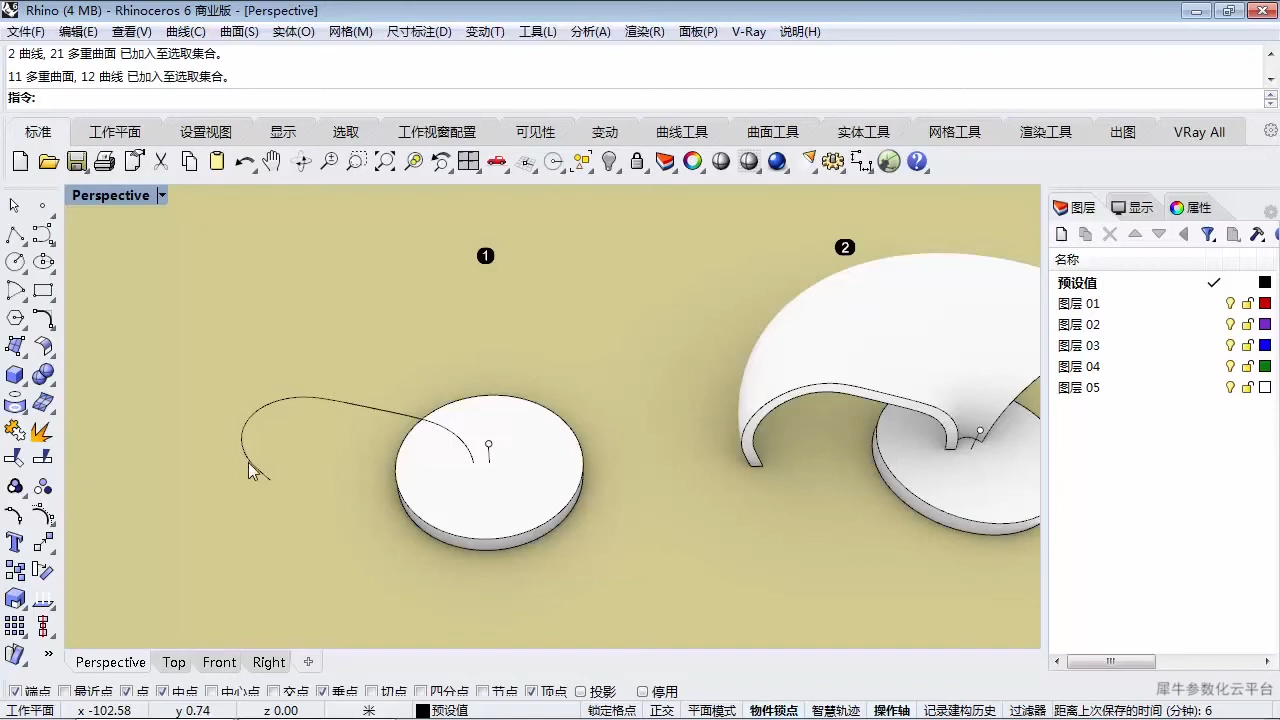 Rhino (4 MB) - Rhinoceros 6 商业版 - [Perspective]
文件(F) 编辑(E) 查看(V) 曲线(C) 曲面(S) 实体(O) 网格(M) 尺寸标注(D) 变动(T) 工具(L) 分析(A) 渲染(R) 面板(P) V-Ray 说明(H)
2 曲线, 21 多重曲面 已加入至选取集合。
11 多重曲面, 12 曲线 已加入至选取集合。
指令:
标准 工作平面 设置视图 显示 选取 工作视窗配置 可见性 变动 曲线工具 曲面工具 实体工具 网格工具 渲染工具 出图 VRay All
Perspective
图层 显示 属性
1
2
名称
预设值
图层 01
图层 02
图层 03
图层 04
图层 05
Perspective Top Front Right
端点 最近点 点 中点 中心点 交点 垂点 切点 四分点 节点 顶点 投影 停用
犀牛参数化云平台
工作平面 x -102.58 y 0.74 z 0.00 米 预设值 锁定格点 正交 平面模式 物件锁点 智慧轨迹 操作轴 记录建构历史 过滤器 距离上次保存的时间 (分钟): 6